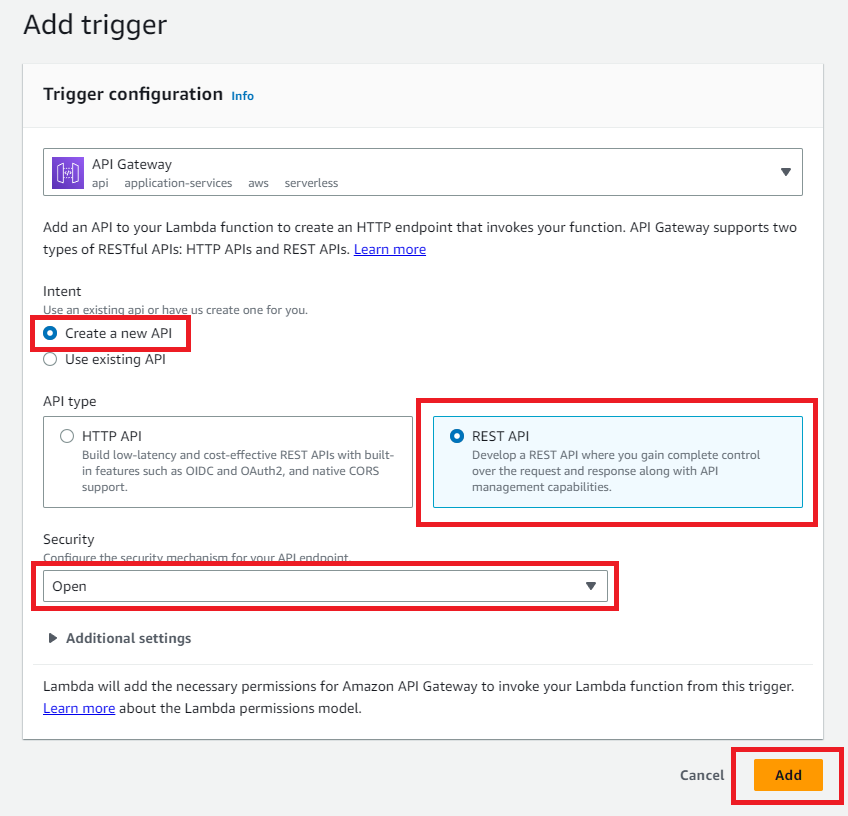 Add trigger
Trigger configuration Info
API Gateway
api application-services aws serverless
Add an API to your Lambda function to create an HTTP endpoint that invokes your function. API Gateway supports two
types of RESTful APIs: HTTP APIs and REST APIs. Learn more
Intent
Use an existing api or have us create one for you.
Create a new API
Use existing API
API type
HTTP API
Build low-latency and cost-effective REST APIs with built-
in features such as OIDC and OAuth2, and native CORS
support.
REST API
Develop a REST API where you gain complete control
over the request and response along with API
management capabilities.
Security
Configure the security mechanism for your API endpoint
Open
Additional settings
Lambda will add the necessary permissions for Amazon API Gateway to invoke your Lambda function from this trigger.
Learn more about the Lambda permissions model.
Cancel Add